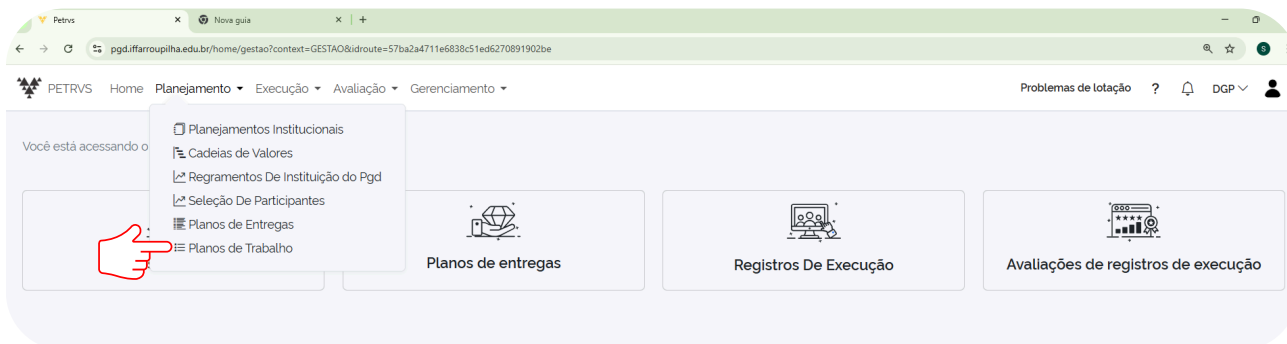 Petrvs
Nova guia
pgd.iffarroupilha.edu.br/home/gestao?context=GESTAO&idroute=57ba2a4711e6838c51ed6270891902be
S
PETRVS Home Planejamento Execução Avaliação Gerenciamento Problemas de lotação ? DGP
Planejamentos Institucionais
Você está acessando o
Cadeias de Valores
Regramentos De Instituição do Pgd
Seleção De Participantes
Planos de Entregas
Planos de Trabalho
Planos de entregas
Registros De Execução
Avaliações de registros de execução